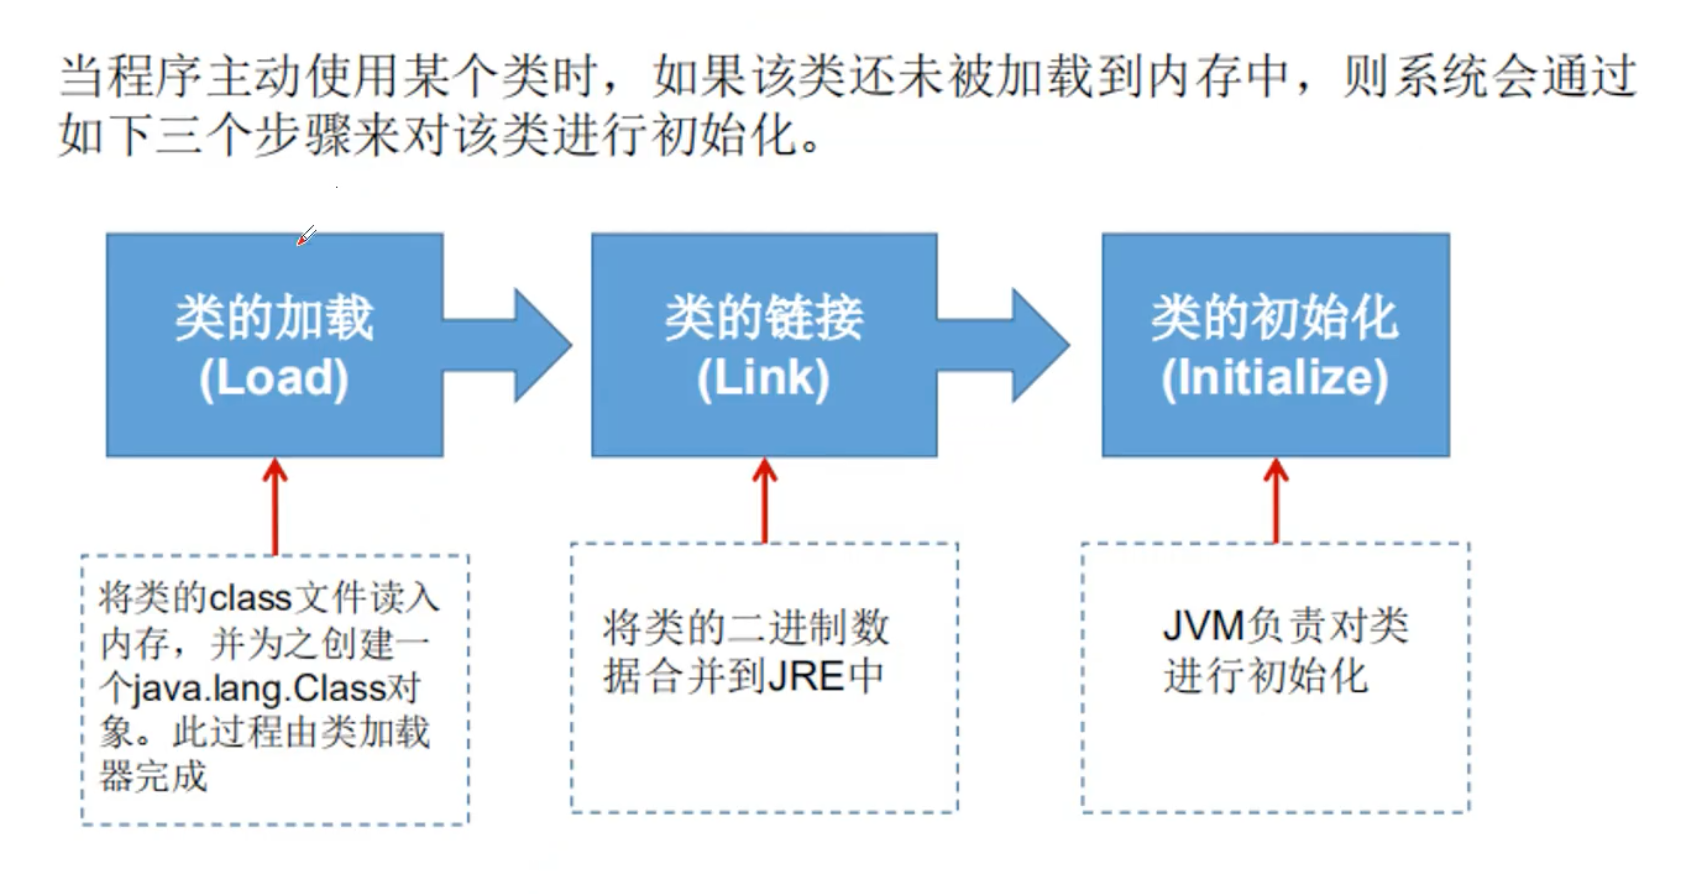 当程序主动使用某个类时，如果该类还未被加载到内存中，则系统会通过
如下三个步骤来对该类进行初始化。
类的加载
(Load)
类的链接
(Link)
类的初始化
(Initialize)
将类的class文件读入
内存，并为之创建一
个java.lang.Class对
象。此过程由类加载
器完成
将类的二进制数
据合并到JRE中
JVM负责对类
进行初始化